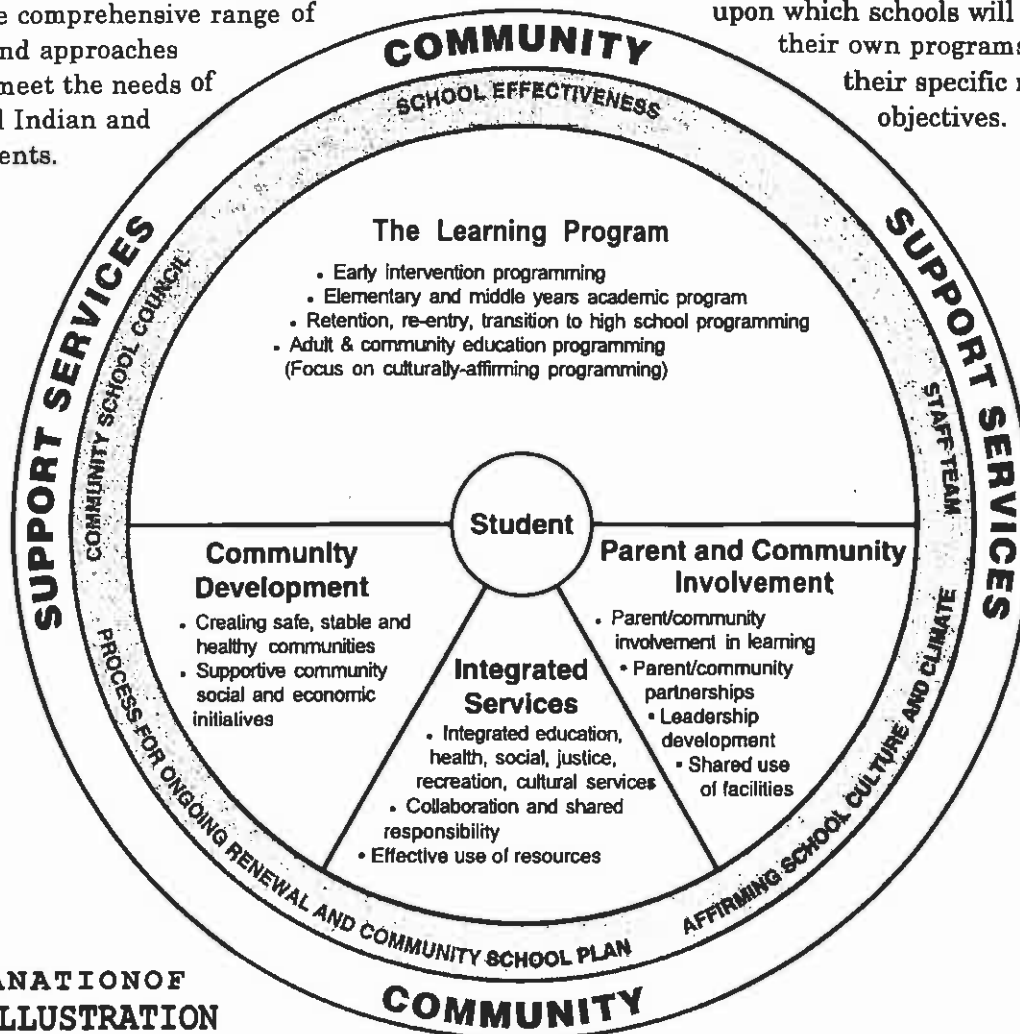 e comprehensive range of
nd approaches
meet the needs of
l Indian and
ents.
upon which schools will
their own programs
their specific
objectives.
COMMUNITY
SCHOOL EFFECTIVENESS
SUPPORT SERVICES
COMMUNITY SCHOOL COUNCIL
SUPPORT SERVICES
STAFF TEAM
The Learning Program
• Early intervention programming
• Elementary and middle years academic program
• Retention, re-entry, transition to high school programming
• Adult & community education programming
(Focus on culturally-affirming programming)
Student
Community
Development
• Creating safe, stable and
healthy communities
• Supportive community
social and economic
initiatives
Integrated
Services
• Integrated education,
health, social, justice,
recreation, cultural services
• Collaboration and shared
responsibility
• Effective use of resources
Parent and Community
Involvement
• Parent/community
involvement in learning
• Parent/community
partnerships
• Leadership
development
• Shared use
of facilities
PROCESS FOR ONGOING RENEWAL AND COMMUNITY SCHOOL PLAN
AFFIRMING SCHOOL CULTURE AND CLIMATE
COMMUNITY
ANATIONOF
LLUSTRATION